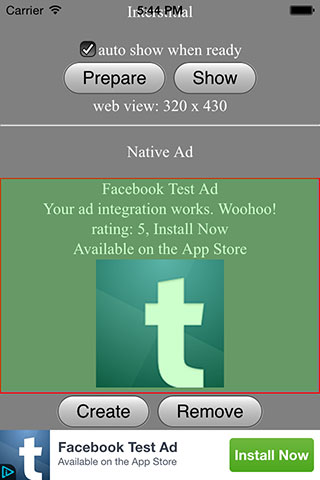 Carrier 5:44 PM
Interstitial
auto show when ready
Prepare Show
web view: 320 x 430
Native Ad
Facebook Test Ad
Your ad integration works. Woohoo!
rating: 5, Install Now
Available on the App Store
t
Create Remove
t
Facebook Test Ad
Available on the App Store
Install Now